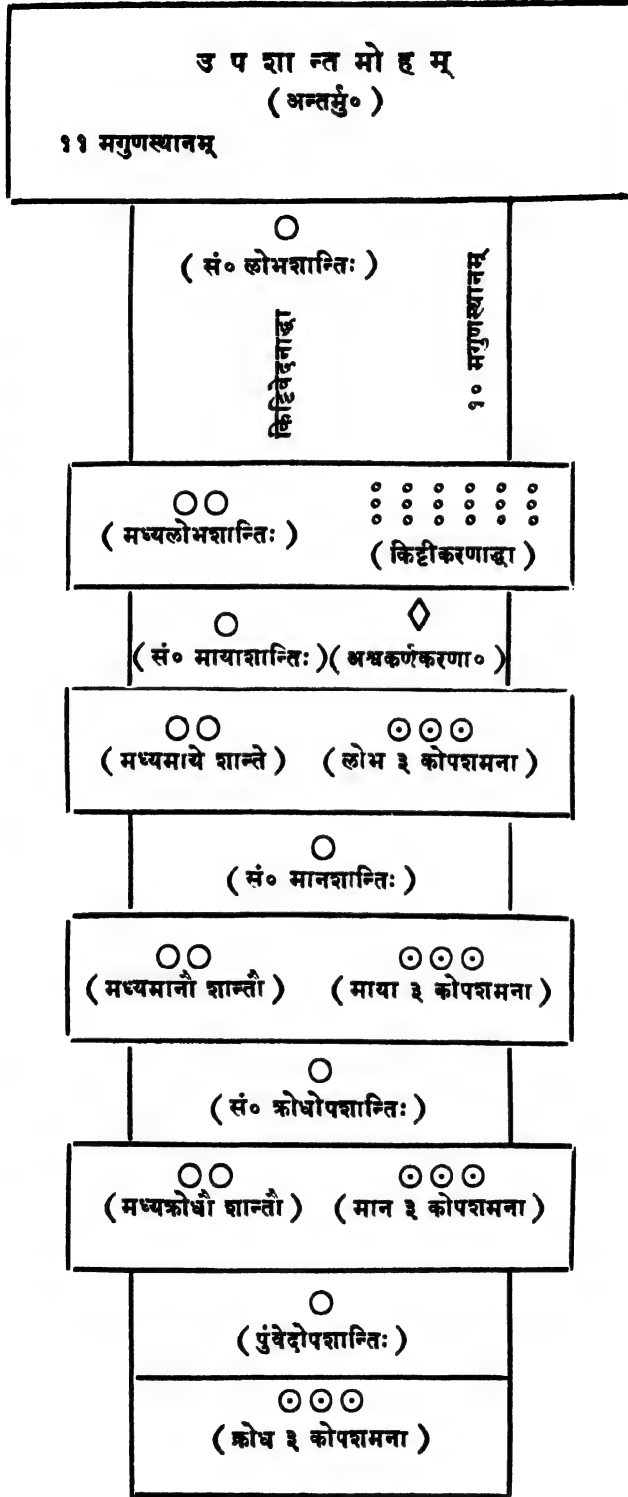 उ प शा न्त मो ह म्
( अन्तर्मु० )
११ मगुणस्थानम्
( सं० लोभशान्तिः )
किट्टिवेदनाद्धा
१० मगुणस्थानम्
( मध्यलोभशान्तिः )
( किट्टीकरणाद्धा )
( सं० मायाशान्तिः ) ( अश्वकर्णकरणा० )
( मध्यमाये शान्ते ) ( लोभ ३ कोपशमना )
( सं० मानशान्तिः )
( मध्यमानौ शान्तौ ) ( माया ३ कोपशमना )
( सं० क्रोधोपशान्तिः )
( मध्यक्रोधौ शान्तौ ) ( मान ३ कोपशमना )
( पुंवेदोपशान्तिः )
( क्रोध ३ कोपशमना )